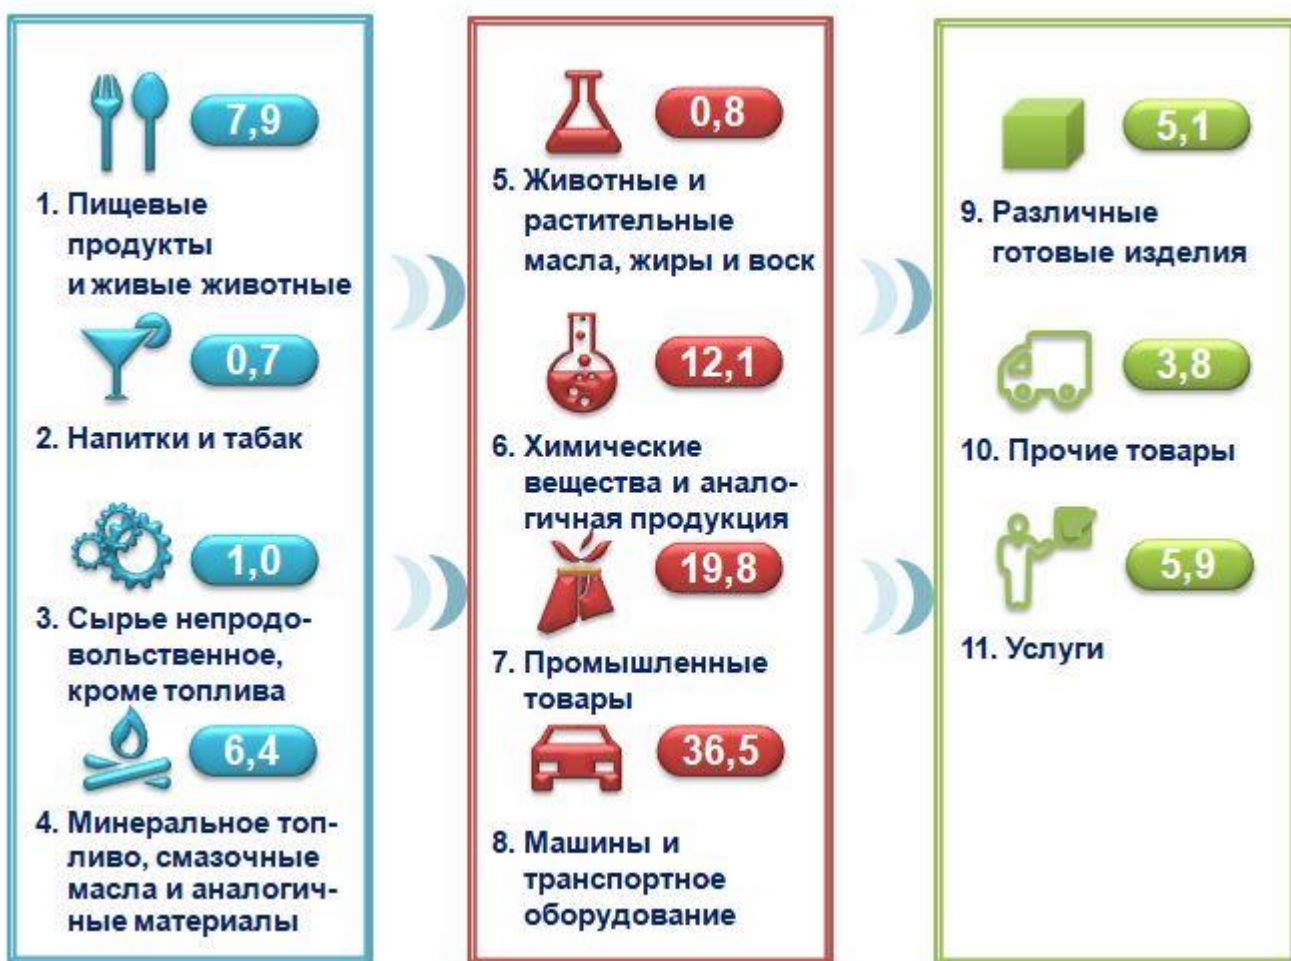 7,9
1. Пищевые
продукты
и живые животные
0,7
2. Напитки и табак
1,0
3. Сырье непродо-
вольственное,
кроме топлива
6,4
4. Минеральное топ-
ливо, смазочные
масла и аналогич-
ные материалы
0,8
5. Животные и
растительные
масла, жиры и воск
12,1
6. Химические
вещества и анало-
гичная продукция
19,8
7. Промышленные
товары
36,5
8. Машины и
транспортное
оборудование
5,1
9. Различные
готовые изделия
3,8
10. Прочие товары
5,9
11. Услуги